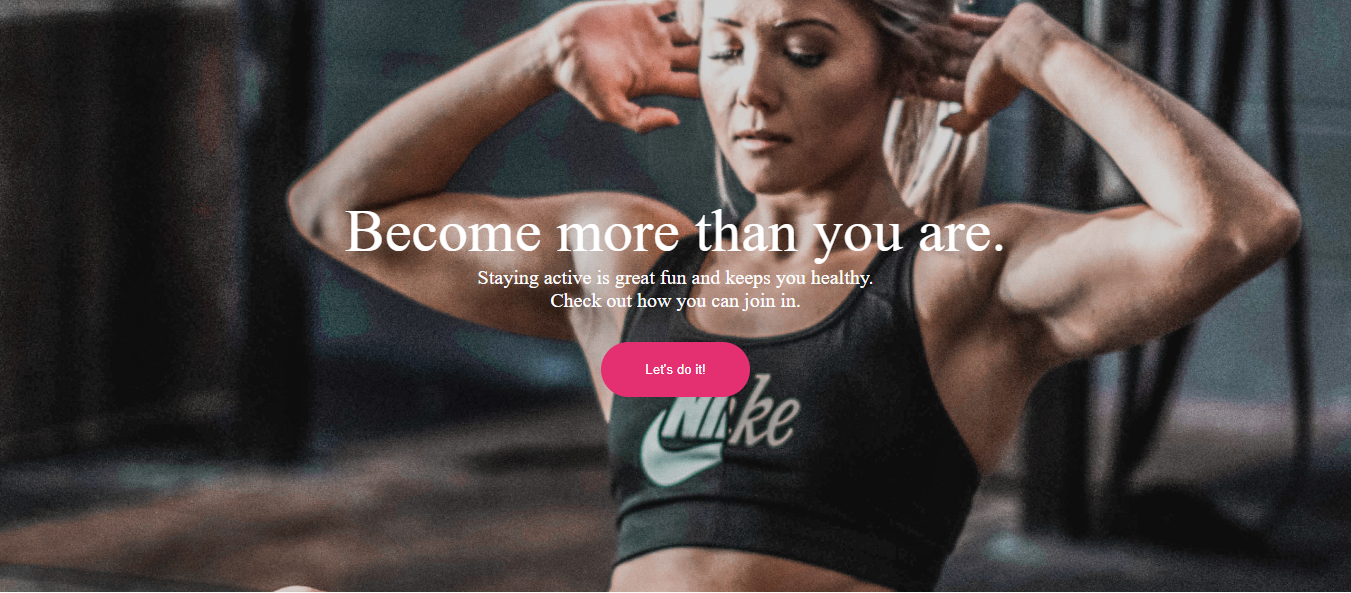 Become more than you are.
Staying active is great fun and keeps you healthy.
Check out how you can join in.
Let's do it!